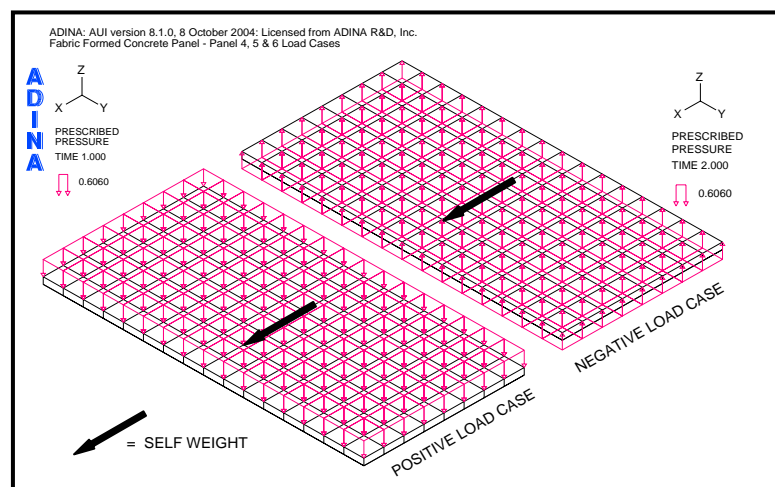 ADINA: AUI version 8.1.0, 8 October 2004: Licensed from ADINA R&D, Inc.
Fabric Formed Concrete Panel - Panel 4, 5 & 6 Load Cases
ADINA
Z
X
Y
PRESCRIBED
PRESSURE
TIME 1.000
0.6060
Z
X
Y
PRESCRIBED
PRESSURE
TIME 2.000
0.6060
NEGATIVE LOAD CASE
POSITIVE LOAD CASE
= SELF WEIGHT